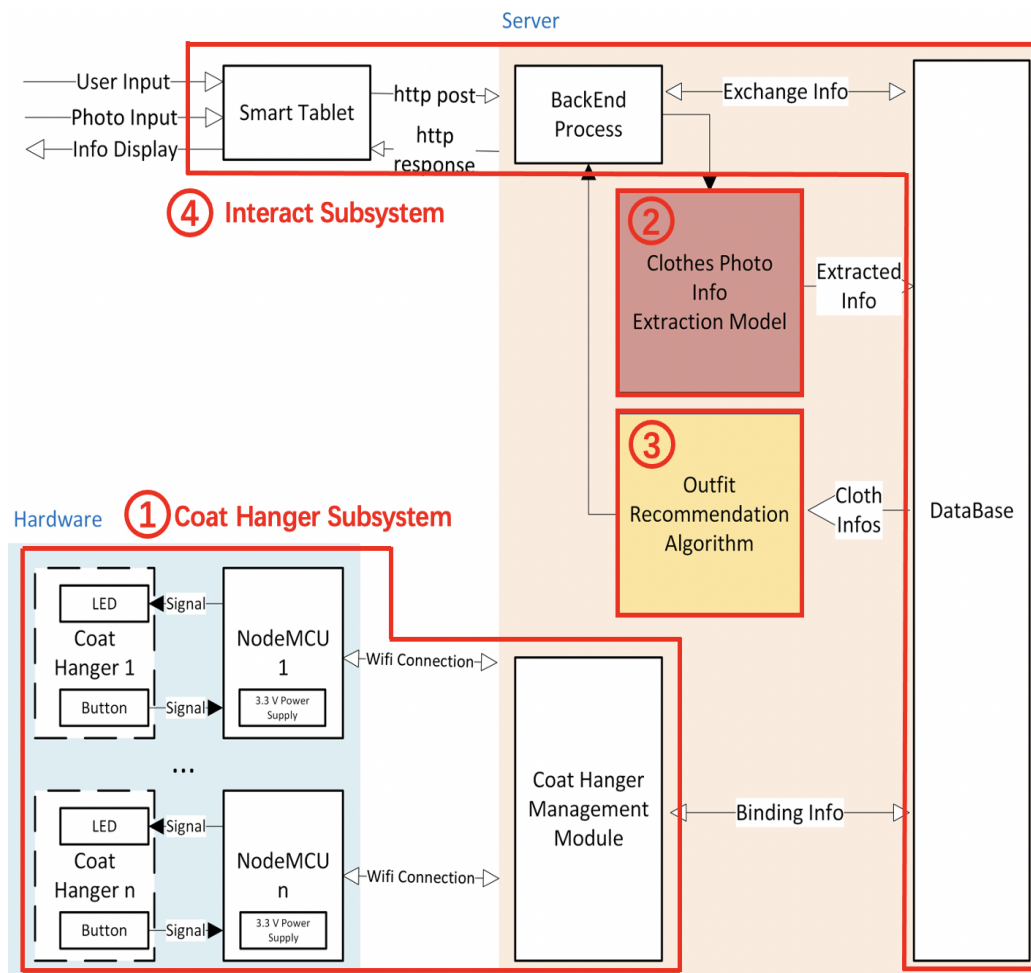 Server
User Input
Photo Input
Info Display
Smart Tablet
http post
http
response
BackEnd
Process
Exchange Info
④ Interact Subsystem
②
Clothes Photo
Info
Extraction Model
Extracted
Info
③
Outfit
Recommendation
Algorithm
Cloth
Infos
DataBase
Hardware
① Coat Hanger Subsystem
LED
Signal
Coat
Hanger 1
Button
Signal
NodeMCU
1
3.3 V Power
Supply
Wifi Connection
...
LED
Signal
Coat
Hanger n
Button
Signal
NodeMCU
n
3.3 V Power
Supply
Wifi Connection
Coat Hanger
Management
Module
Binding Info